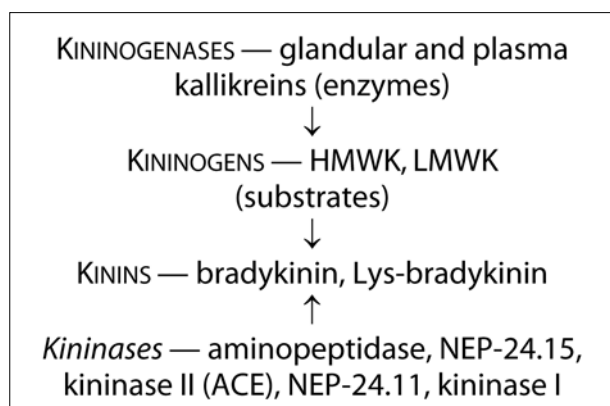 KININOGENASES — glandular and plasma
kallikreins (enzymes)
↓
KININOGENS — HMWK, LMWK
(substrates)
↓
KININS — bradykinin, Lys-bradykinin
↑
Kininases — aminopeptidase, NEP-24.15,
kininase II (ACE), NEP-24.11, kininase I